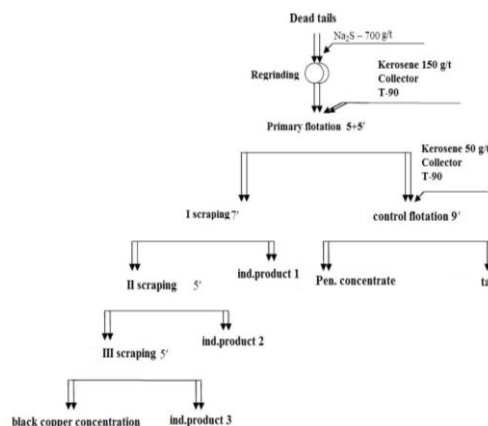 Dead tails
Na₂S – 700 g/t
Regrinding
Kerosene 150 g/t
Collector
T-90
Primary flotation 5+5'
Kerosene 50 g/t
Collector
T-90
I scraping 7'
control flotation 9'
II scraping 5'
ind.product 1
Pen. concentrate
ta
III scraping 5'
ind.product 2
black copper concentration
ind.product 3